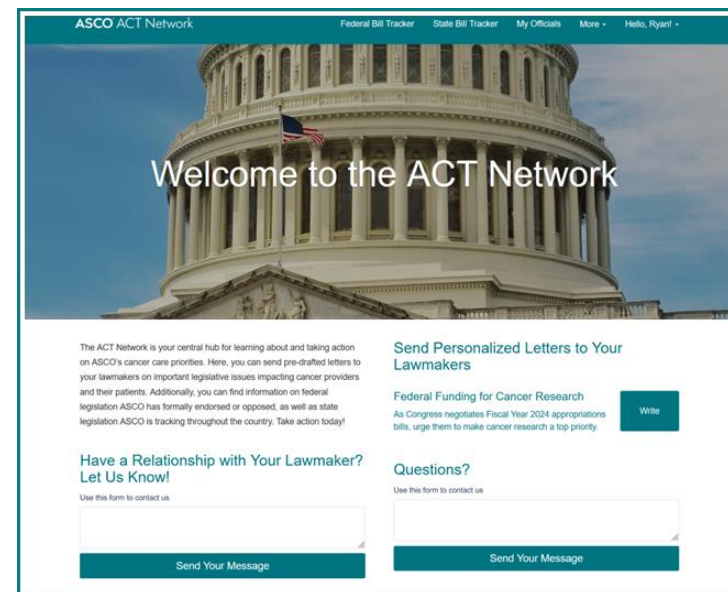 ASCO ACT Network
Federal Bill Tracker State Bill Tracker My Officials More Hello, Ryan!
Welcome to the ACT Network
The ACT Network is your central hub for learning about and taking action
on ASCO's cancer care priorities. Here, you can send pre-drafted letters to
your lawmakers on important legislative issues impacting cancer providers
and their patients. Additionally, you can find information on federal
legislation ASCO has formally endorsed or opposed, as well as state
legislation ASCO is tracking throughout the country. Take action today!
Have a Relationship with Your Lawmaker?
Let Us Know!
Use this form to contact us
Send Your Message
Send Personalized Letters to Your
Lawmakers
Federal Funding for Cancer Research
As Congress negotiates Fiscal Year 2024 appropriations
bills, urge them to make cancer research a top priority.
Write
Questions?
Use this form to contact us
Send Your Message